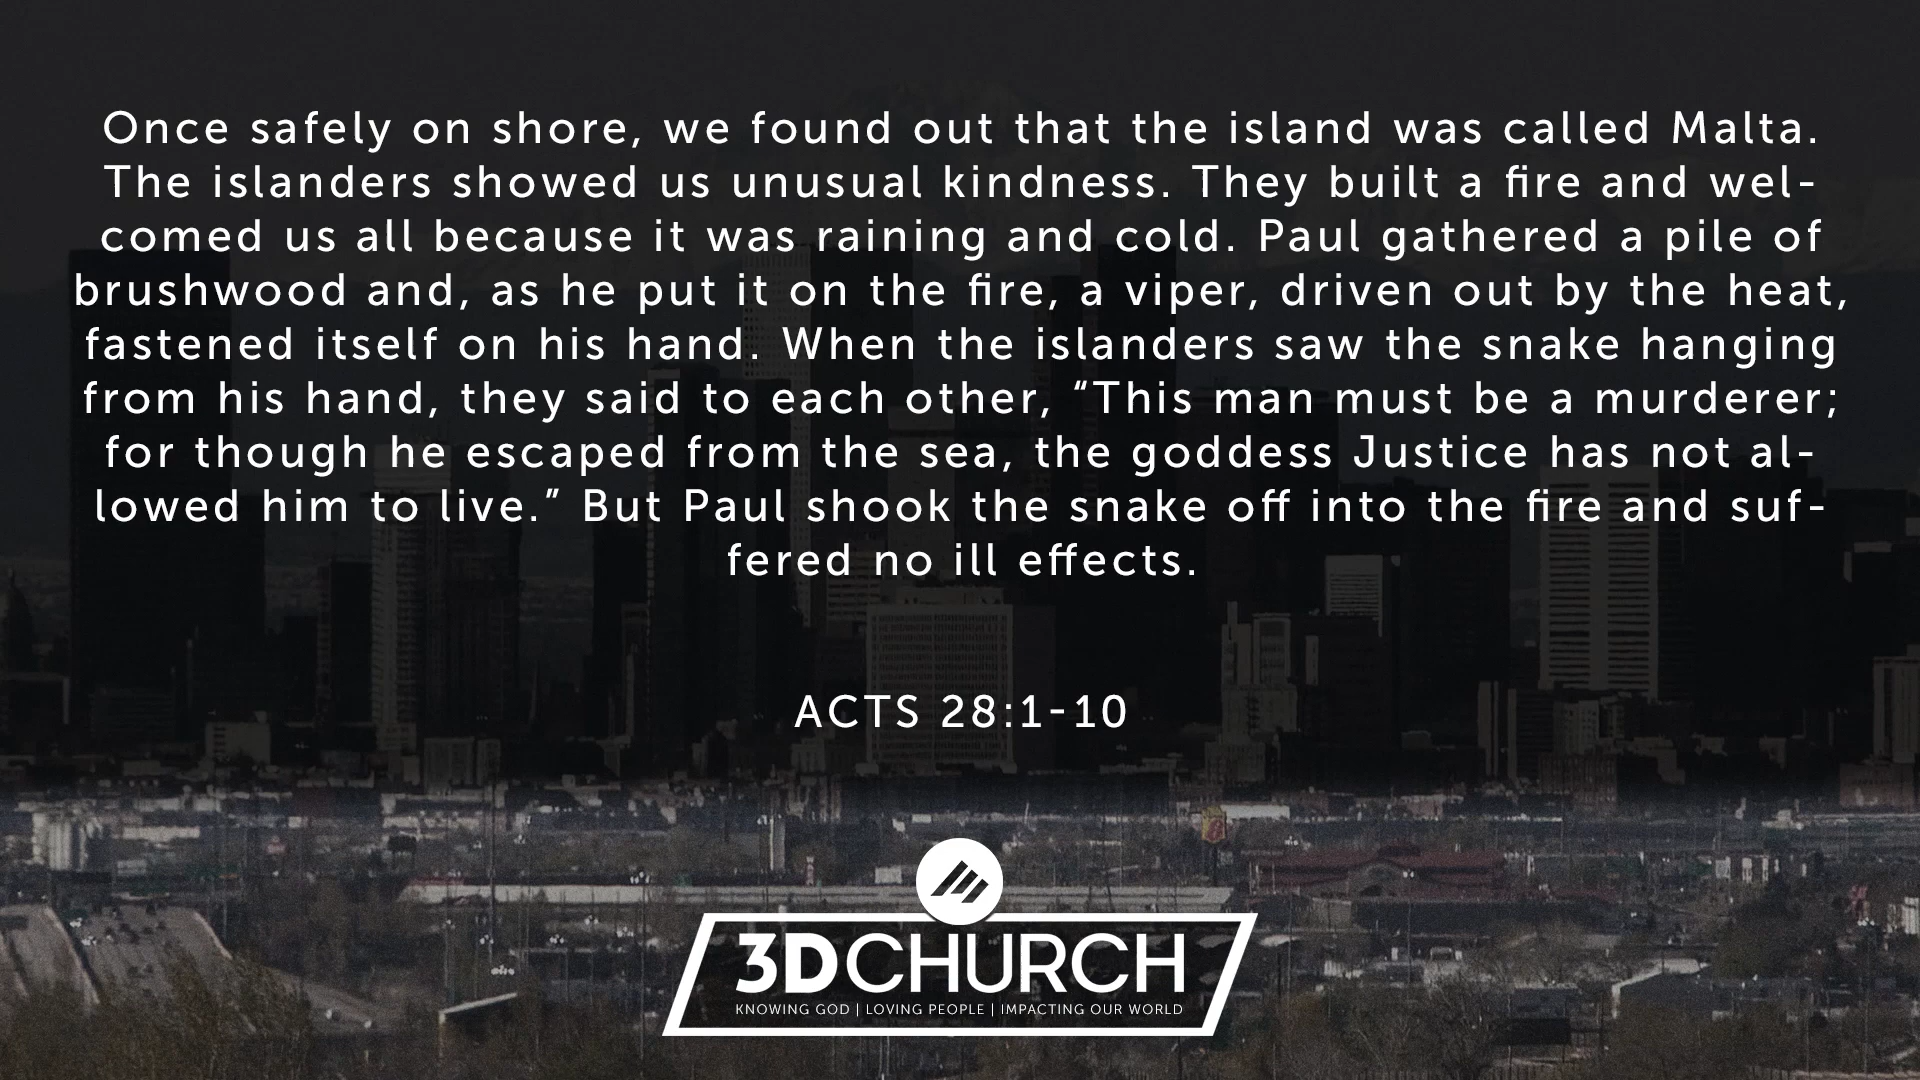 Once safely on shore, we found out that the island was called Malta.
The islanders showed us unusual kindness. They built a fire and wel-
comed us all because it was raining and cold. Paul gathered a pile of
brushwood and, as he put it on the fire, a viper, driven out by the heat,
fastened itself on his hand. When the islanders saw the snake hanging
from his hand, they said to each other, “This man must be a murderer;
for though he escaped from the sea, the goddess Justice has not al-
lowed him to live.” But Paul shook the snake off into the fire and suf-
fered no ill effects.
ACTS 28:1-10
3DCHURCH
KNOWING GOD | LOVING PEOPLE | IMPACTING OUR WORLD